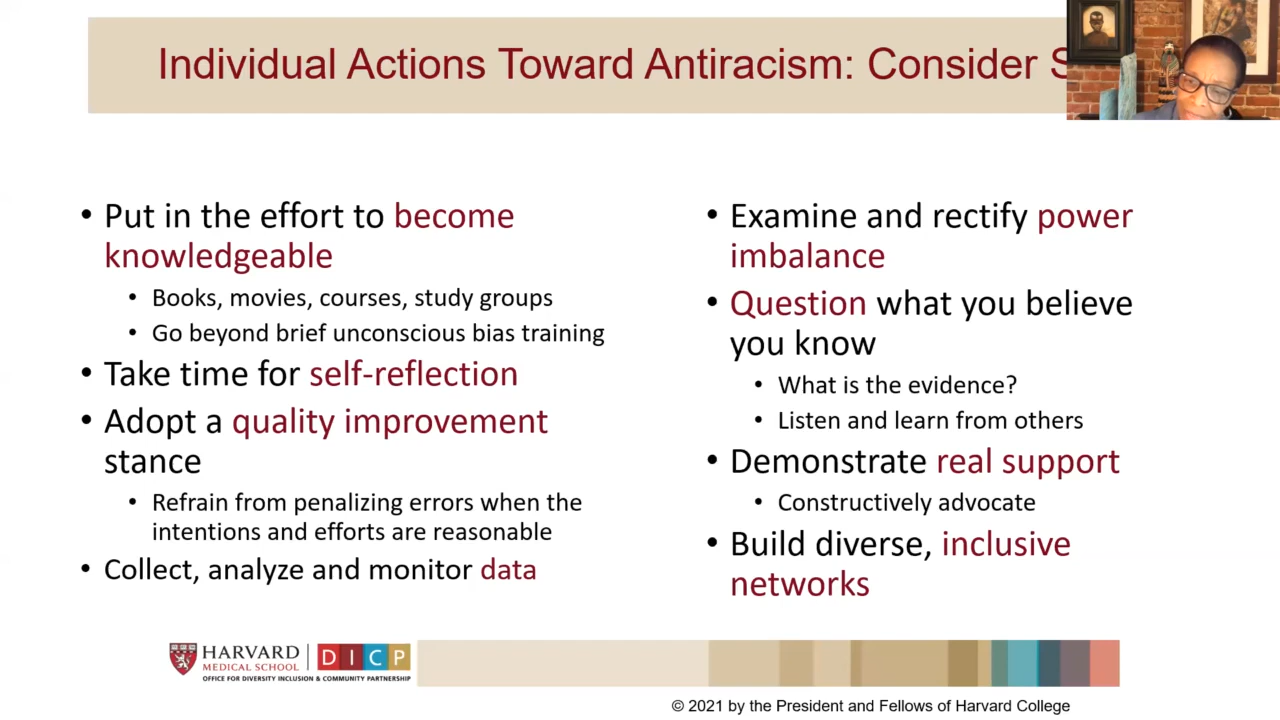 Individual Actions Toward Antiracism: Consider
• Put in the effort to become
knowledgeable
• Books, movies, courses, study groups
• Go beyond brief unconscious bias training
• Take time for self-reflection
• Adopt a quality improvement
stance
• Refrain from penalizing errors when the
intentions and efforts are reasonable
• Collect, analyze and monitor data
• Examine and rectify power
imbalance
• Question what you believe
you know
• What is the evidence?
• Listen and learn from others
• Demonstrate real support
• Constructively advocate
• Build diverse, inclusive
networks
HARVARD
MEDICAL SCHOOL
DICP
OFFICE FOR DIVERSITY INCLUSION & COMMUNITY PARTNERSHIP
© 2021 by the President and Fellows of Harvard College